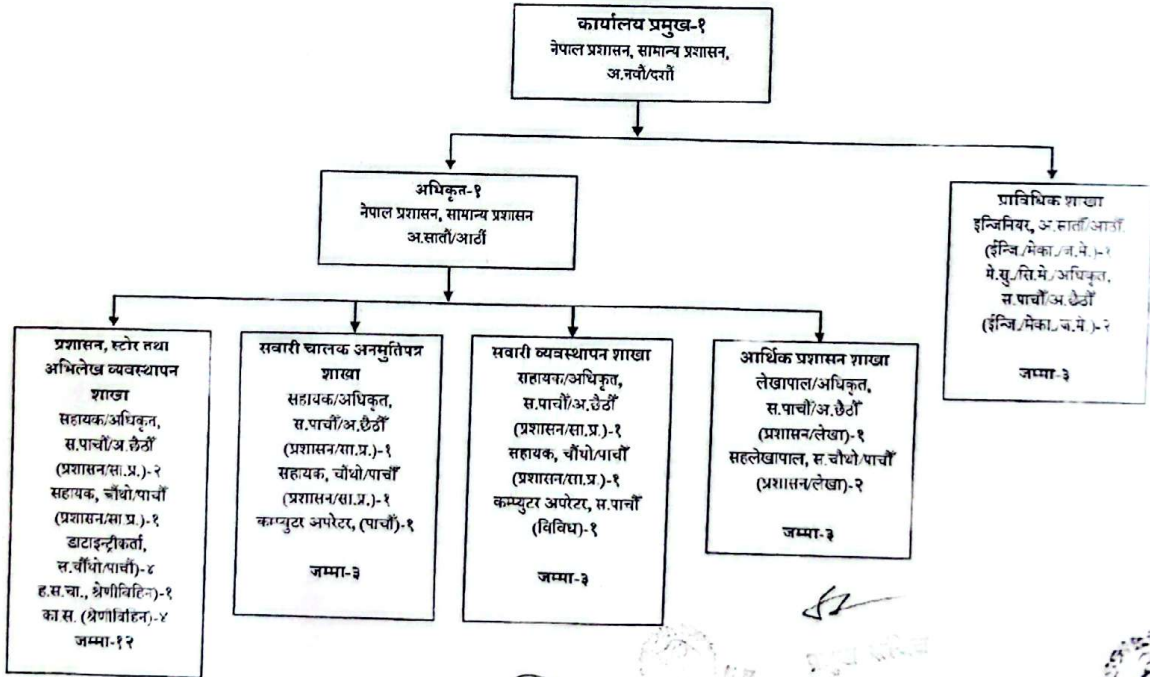 कार्यालय प्रमुख-१
नेपाल प्रशासन, सामान्य प्रशासन,
अ.नवौं/दशौं
अधिकृत-१
नेपाल प्रशासन, सामान्य प्रशासन
अ.सातौं/आठौं
प्राविधिक शाखा
इन्जिनियर, अ.सातौं/आठौं.
(ईन्जि./मेका./ज.मे.)-१
मे.सु./सि.मे./अधिकृत,
स.पाचौँ/अ.छैठौँ
(ईन्जि./मेका./ज.मे.)-२
जम्मा-३
प्रशासन, स्टोर तथा
अभिलेख व्यवस्थापन
शाखा
सहायक/अधिकृत,
स.पाचौँ/अ.छैठौँ
(प्रशासन/सा.प्र.)-२
सहायक, चौंथो/पाचौँ
(प्रशासन/सा.प्र.)-१
डाटाइन्ट्रीकर्ता,
स.चौंथो/पाचौँ)-४
ह.स.चा., श्रेणीविहिन)-१
का.स. (श्रेणीविहिन)-४
जम्मा-१२
सवारी चालक अनमुतिपत्र
शाखा
सहायक/अधिकृत,
स.पाचौँ/अ.छैठौँ
(प्रशासन/सा.प्र.)-१
सहायक, चौंथो/पाचौँ
(प्रशासन/सा.प्र.)-१
कम्प्युटर अपरेटर, (पाचौँ)-१
जम्मा-३
सवारी व्यवस्थापन शाखा
सहायक/अधिकृत,
स.पाचौँ/अ.छैठौँ
(प्रशासन/सा.प्र.)-१
सहायक, चौंथो/पाचौँ
(प्रशासन/सा.प्र.)-१
कम्प्युटर अपरेटर, स.पाचौँ
(विविध)-१
जम्मा-३
आर्थिक प्रशासन शाखा
लेखापाल/अधिकृत,
स.पाचौँ/अ.छैठौँ
(प्रशासन/लेखा)-१
सहलेखापाल, स.चौथो/पाचौँ
(प्रशासन/लेखा)-२
जम्मा-३